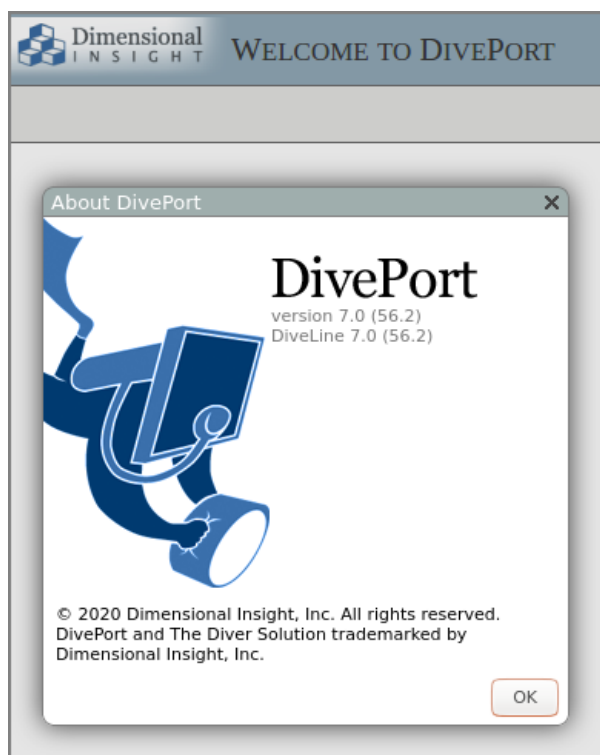 Dimensional
INSIGHT
WELCOME TO DIVEPORT
About DivePort
DivePort
version 7.0 (56.2)
DiveLine 7.0 (56.2)
© 2020 Dimensional Insight, Inc. All rights reserved.
DivePort and The Diver Solution trademarked by
Dimensional Insight, Inc.
OK